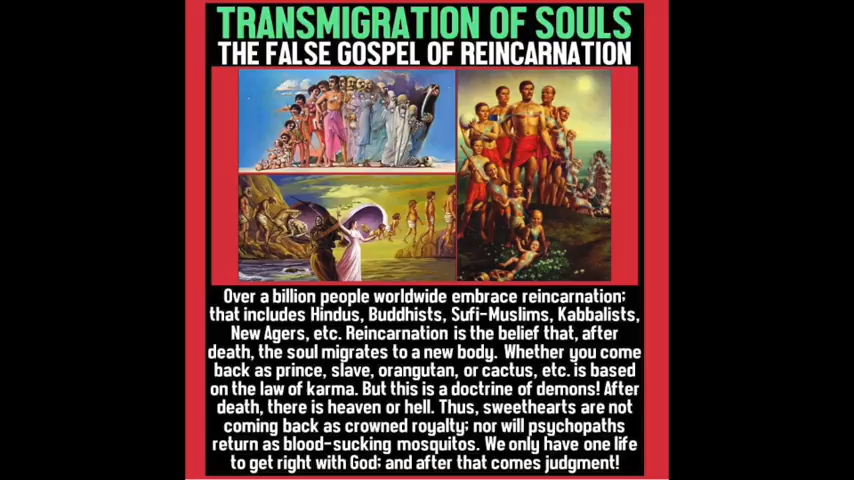 TRANSMIGRATION OF SOULS
THE FALSE GOSPEL OF REINCARNATION
Over a billion people worldwide embrace reincarnation;
that includes Hindus, Buddhists, Sufi-Muslims, Kabbalists,
New Agers, etc. Reincarnation is the belief that, after
death, the soul migrates to a new body. Whether you come
back as prince, slave, orangutan, or cactus, etc. is based
on the law of karma. But this is a doctrine of demons! After
death, there is heaven or hell. Thus, sweethearts are not
coming back as crowned royalty; nor will psychopaths
return as blood-sucking mosquitos. We only have one life
to get right with God; and after that comes judgment!